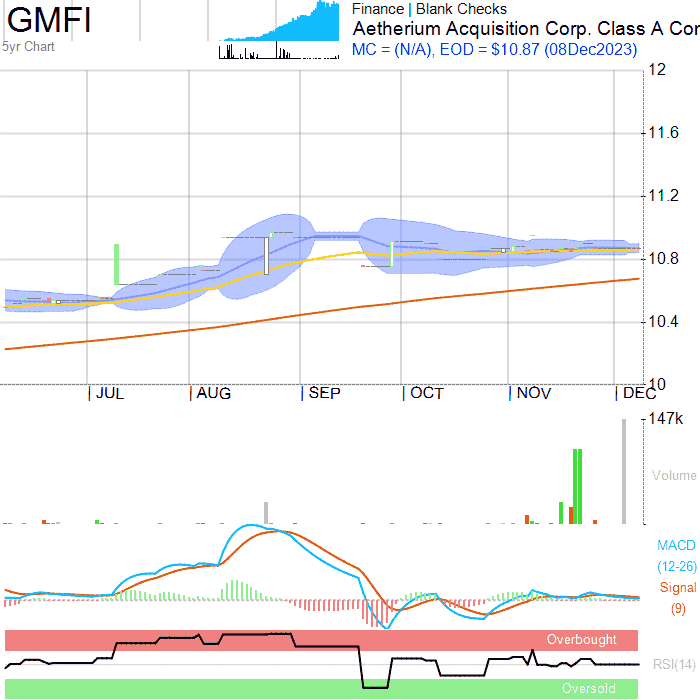 GMFI
5yr Chart
Finance | Blank Checks
Aetherium Acquisition Corp. Class A Cor
MC = (N/A), EOD = $10.87 (08Dec2023)
12
11.6
11.2
10.8
10.4
10
JUL AUG SEP OCT NOV DEC
147k
Volume
MACD
(12-26)
Signal
(9)
Overbought
RSI(14)
Oversold